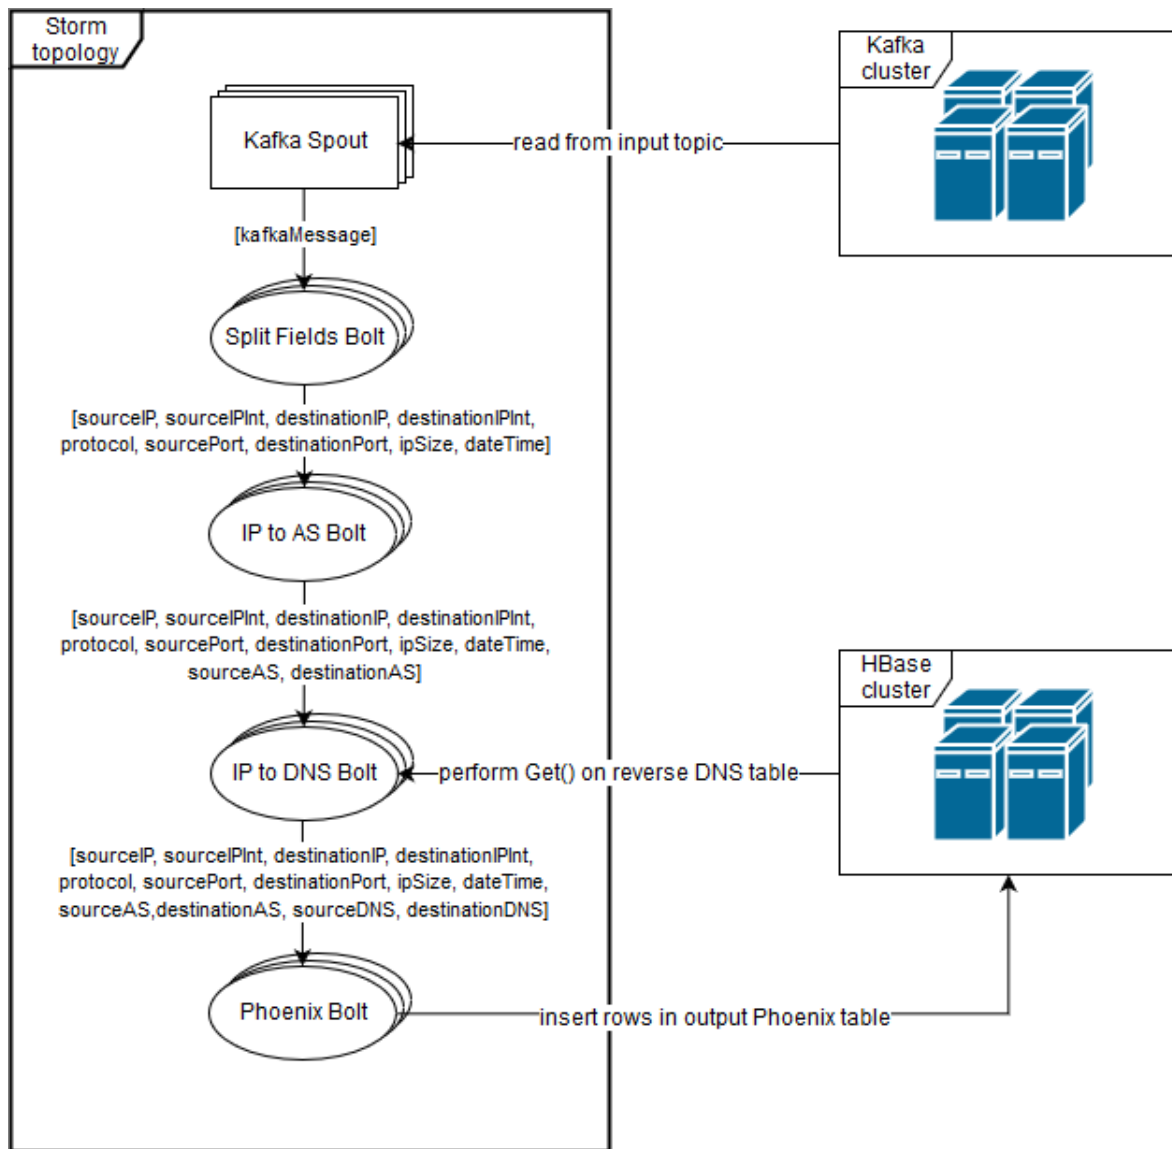 Storm
topology
Kafka
cluster
Kafka Spout
read from input topic
[kafkaMessage]
Split Fields Bolt
[sourceIP, sourceIPInt, destinationIP, destinationIPInt,
protocol, sourcePort, destinationPort, ipSize, dateTime]
IP to AS Bolt
[sourceIP, sourceIPInt, destinationIP, destinationIPInt,
protocol, sourcePort, destinationPort, ipSize, dateTime,
sourceAS, destinationAS]
HBase
cluster
IP to DNS Bolt
perform Get() on reverse DNS table
[sourceIP, sourceIPInt, destinationIP, destinationIPInt,
protocol, sourcePort, destinationPort, ipSize, dateTime,
sourceAS,destinationAS, sourceDNS, destinationDNS]
Phoenix Bolt
insert rows in output Phoenix table